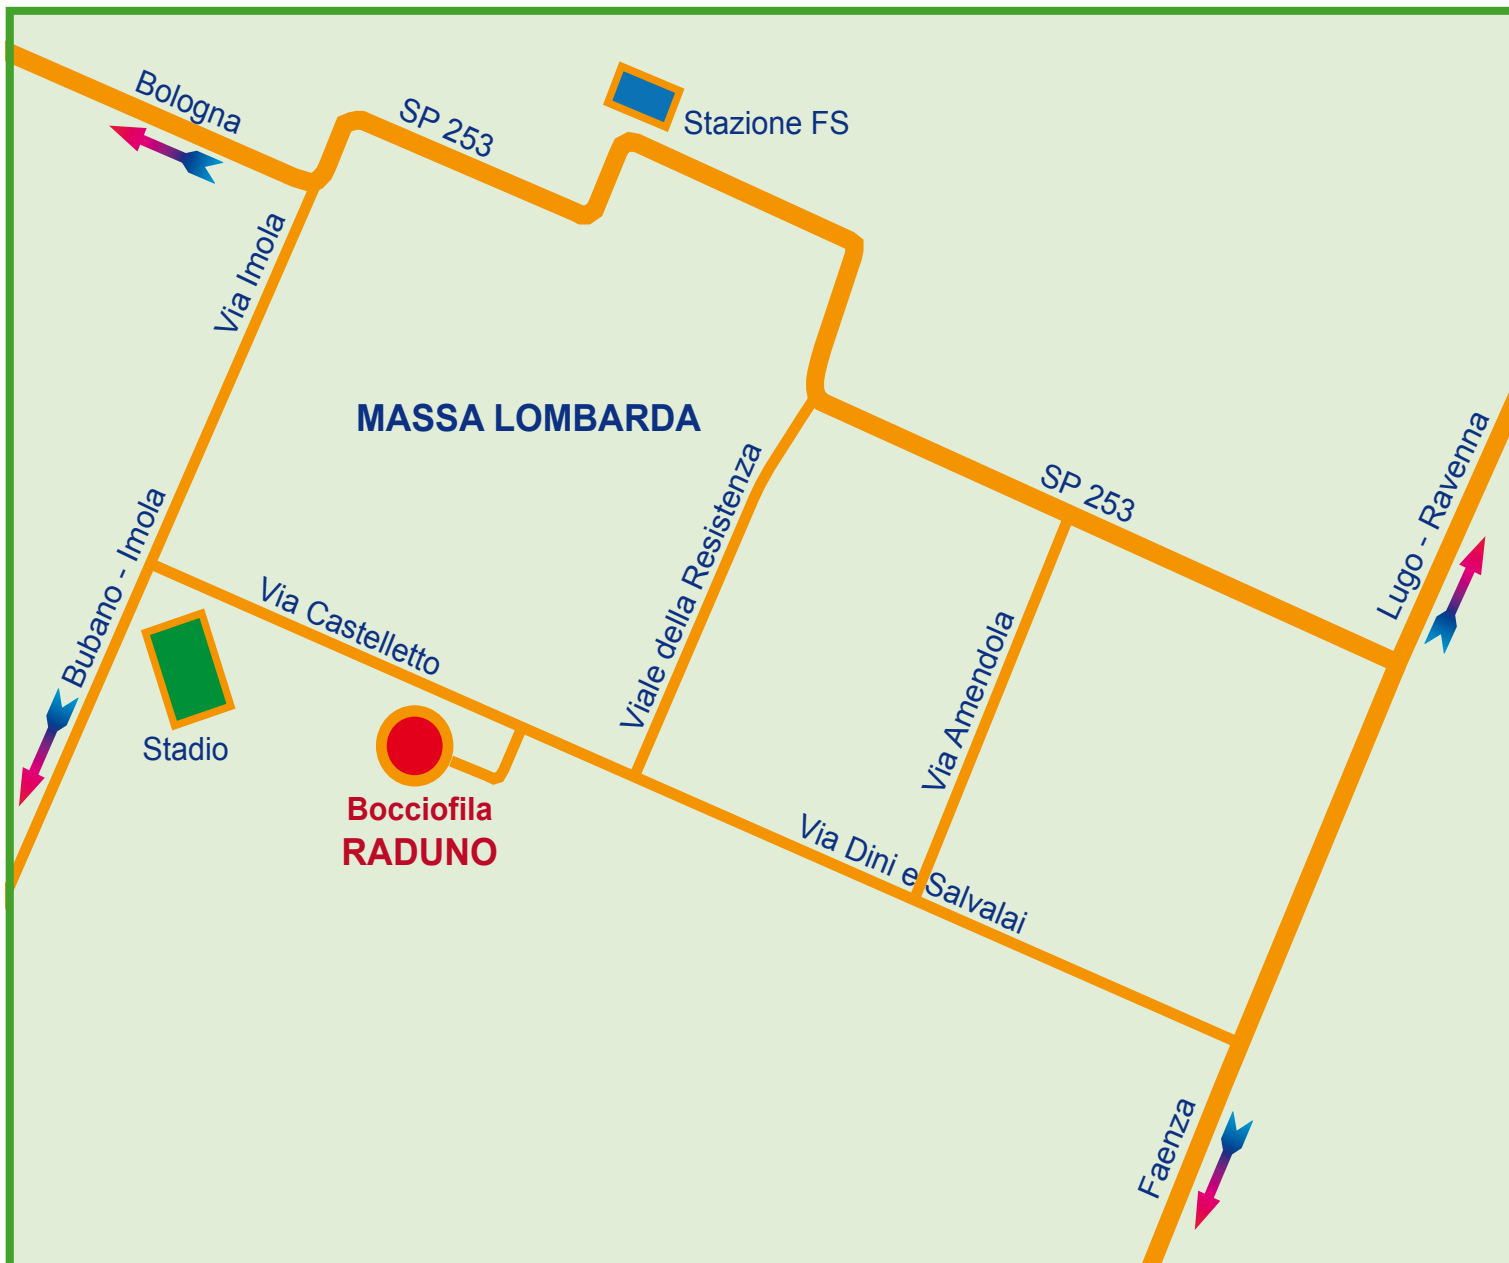 Bologna
SP 253
Stazione FS
Via Imola
MASSA LOMBARDA
Bubano - Imola
Via Castelletto
Viale della Resistenza
SP 253
Lugo - Ravenna
Via Amendola
Stadio
Bocciofila
RADUNO
Via Dini e Salvalai
Faenza